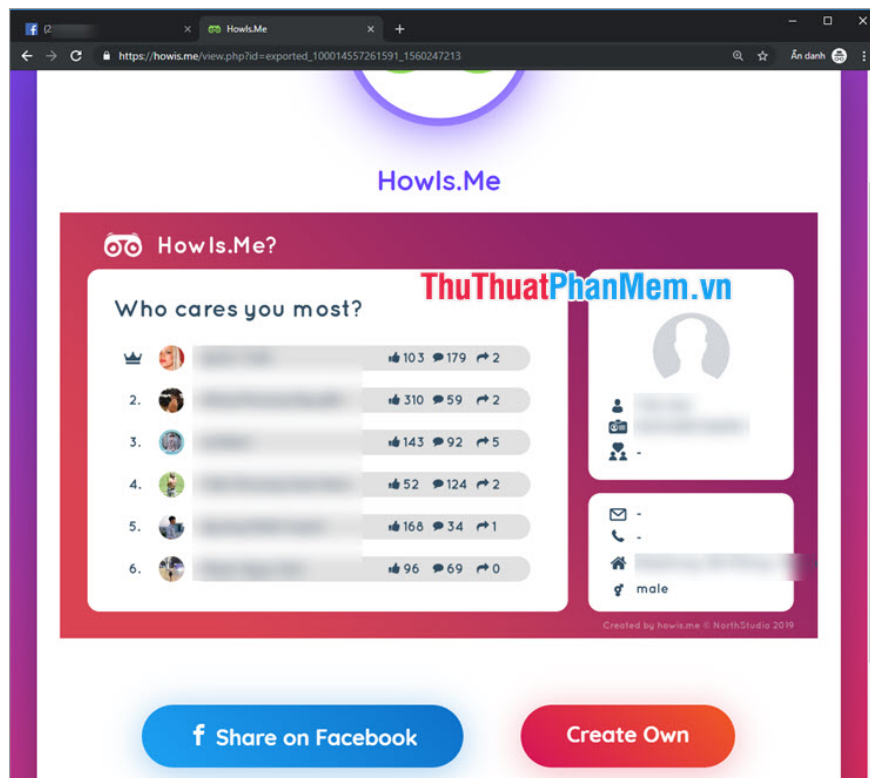 (2
HowIs.Me
https://howis.me/view.php?id=exported_100014557261591_1560247213
Ẩn danh
HowIs.Me
HowIs.Me?
ThuThuatPhanMem.vn
Who cares you most?
103 179 2
2. 310 59 2
3. 143 92 5
4. 52 124 2
5. 168 34 1
6. 96 69 0
-
-
-
male
Created by howis.me © NorthStudio 2019
Share on Facebook
Create Own